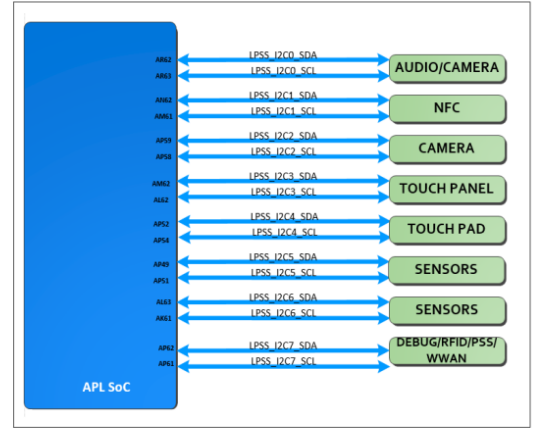 AR62 LPSS_I2C0_SDA
AR63 LPSS_I2C0_SCL
AUDIO/CAMERA
AN62 LPSS_I2C1_SDA
AM61 LPSS_I2C1_SCL
NFC
AP59 LPSS_I2C2_SDA
AP58 LPSS_I2C2_SCL
CAMERA
AM62 LPSS_I2C3_SDA
AL62 LPSS_I2C3_SCL
TOUCH PANEL
AP52 LPSS_I2C4_SDA
AP54 LPSS_I2C4_SCL
TOUCH PAD
AP49 LPSS_I2C5_SDA
AP51 LPSS_I2C5_SCL
SENSORS
AL63 LPSS_I2C6_SDA
AK61 LPSS_I2C6_SCL
SENSORS
AP62 LPSS_I2C7_SDA
AP61 LPSS_I2C7_SCL
DEBUG/RFID/PSS/
WWAN
APL SoC